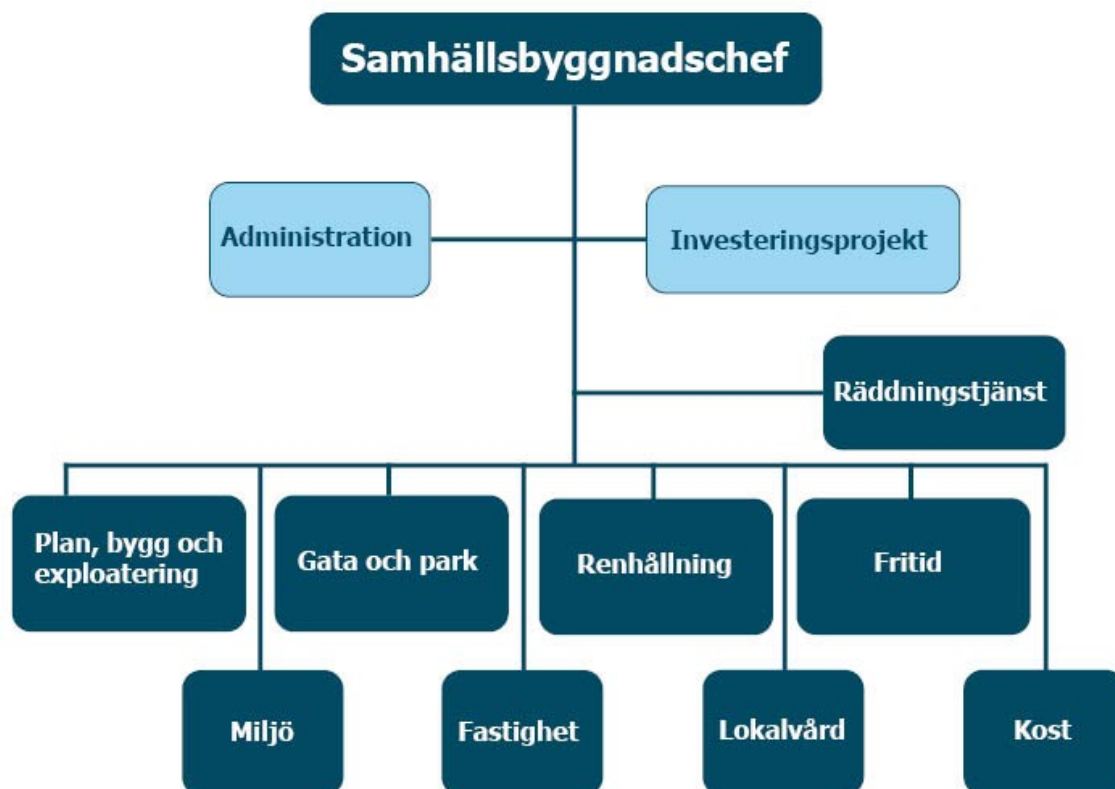 Samhällsbyggnadschef
Administration
Investeringsprojekt
Räddningstjänst
Plan, bygg och
exploatering
Gata och park
Renhållning
Fritid
Miljö
Fastighet
Lokalvård
Kost